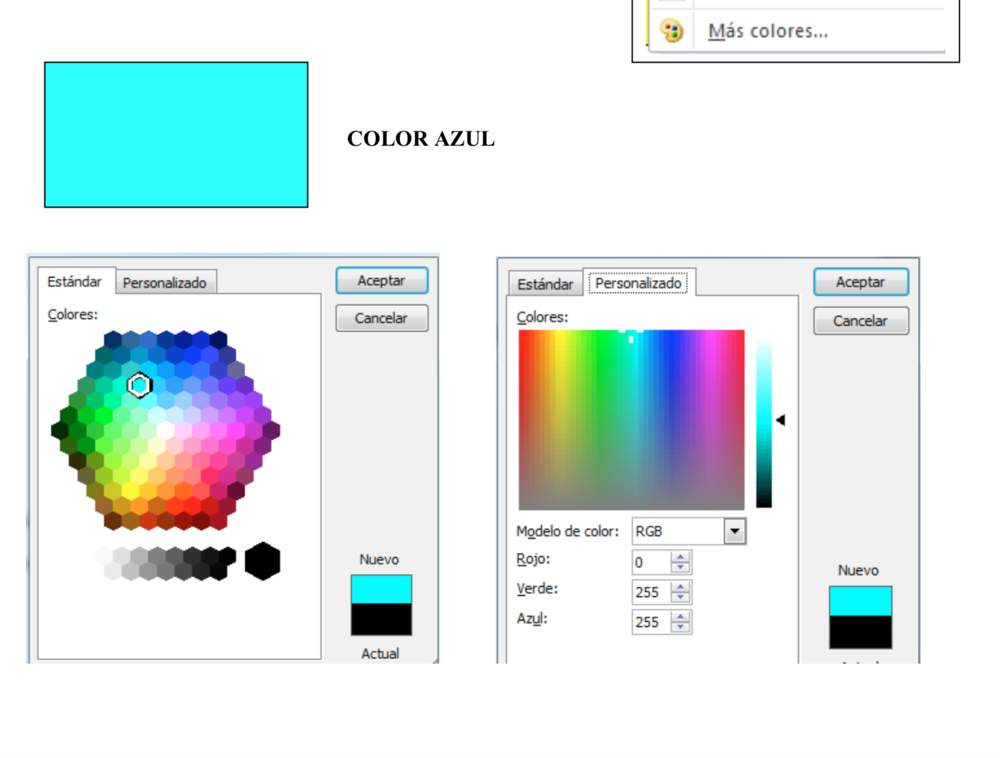 Más colores...
COLOR AZUL
Estándar
Personalizado
Aceptar
Cancelar
Colores:
Nuevo
Actual
Estándar
Personalizado
Aceptar
Cancelar
Colores:
Modelo de color: RGB
Rojo: 0
Verde: 255
Azul: 255
Nuevo